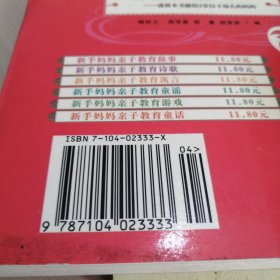 新手妈妈亲子教育故事 11.80元
新手妈妈亲子教育诗歌 11.80元
新手妈妈亲子教育寓言 11.80元
新手妈妈亲子教育童谣 11.80元
新手妈妈亲子教育游戏 11.80元
新手妈妈亲子教育童话 11.80元
ISBN 7-104-02333-X
04>
9 787104 023333